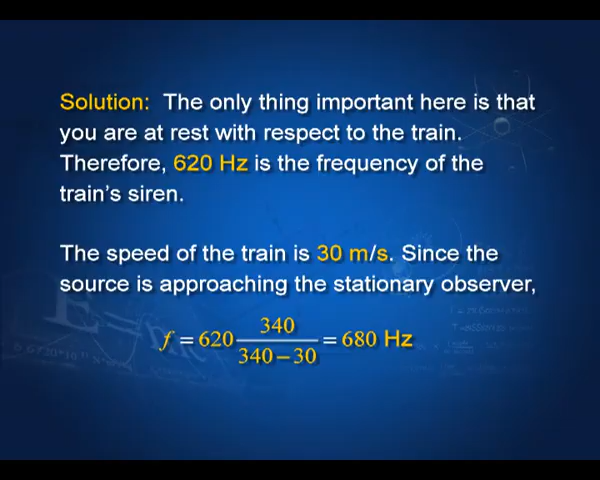 Solution: The only thing important here is that
you are at rest with respect to the train.
Therefore, 620 Hz is the frequency of the
train's siren.
The speed of the train is 30 m/s. Since the
source is approaching the stationary observer,
f = 620 340/(340 − 30) = 680 Hz